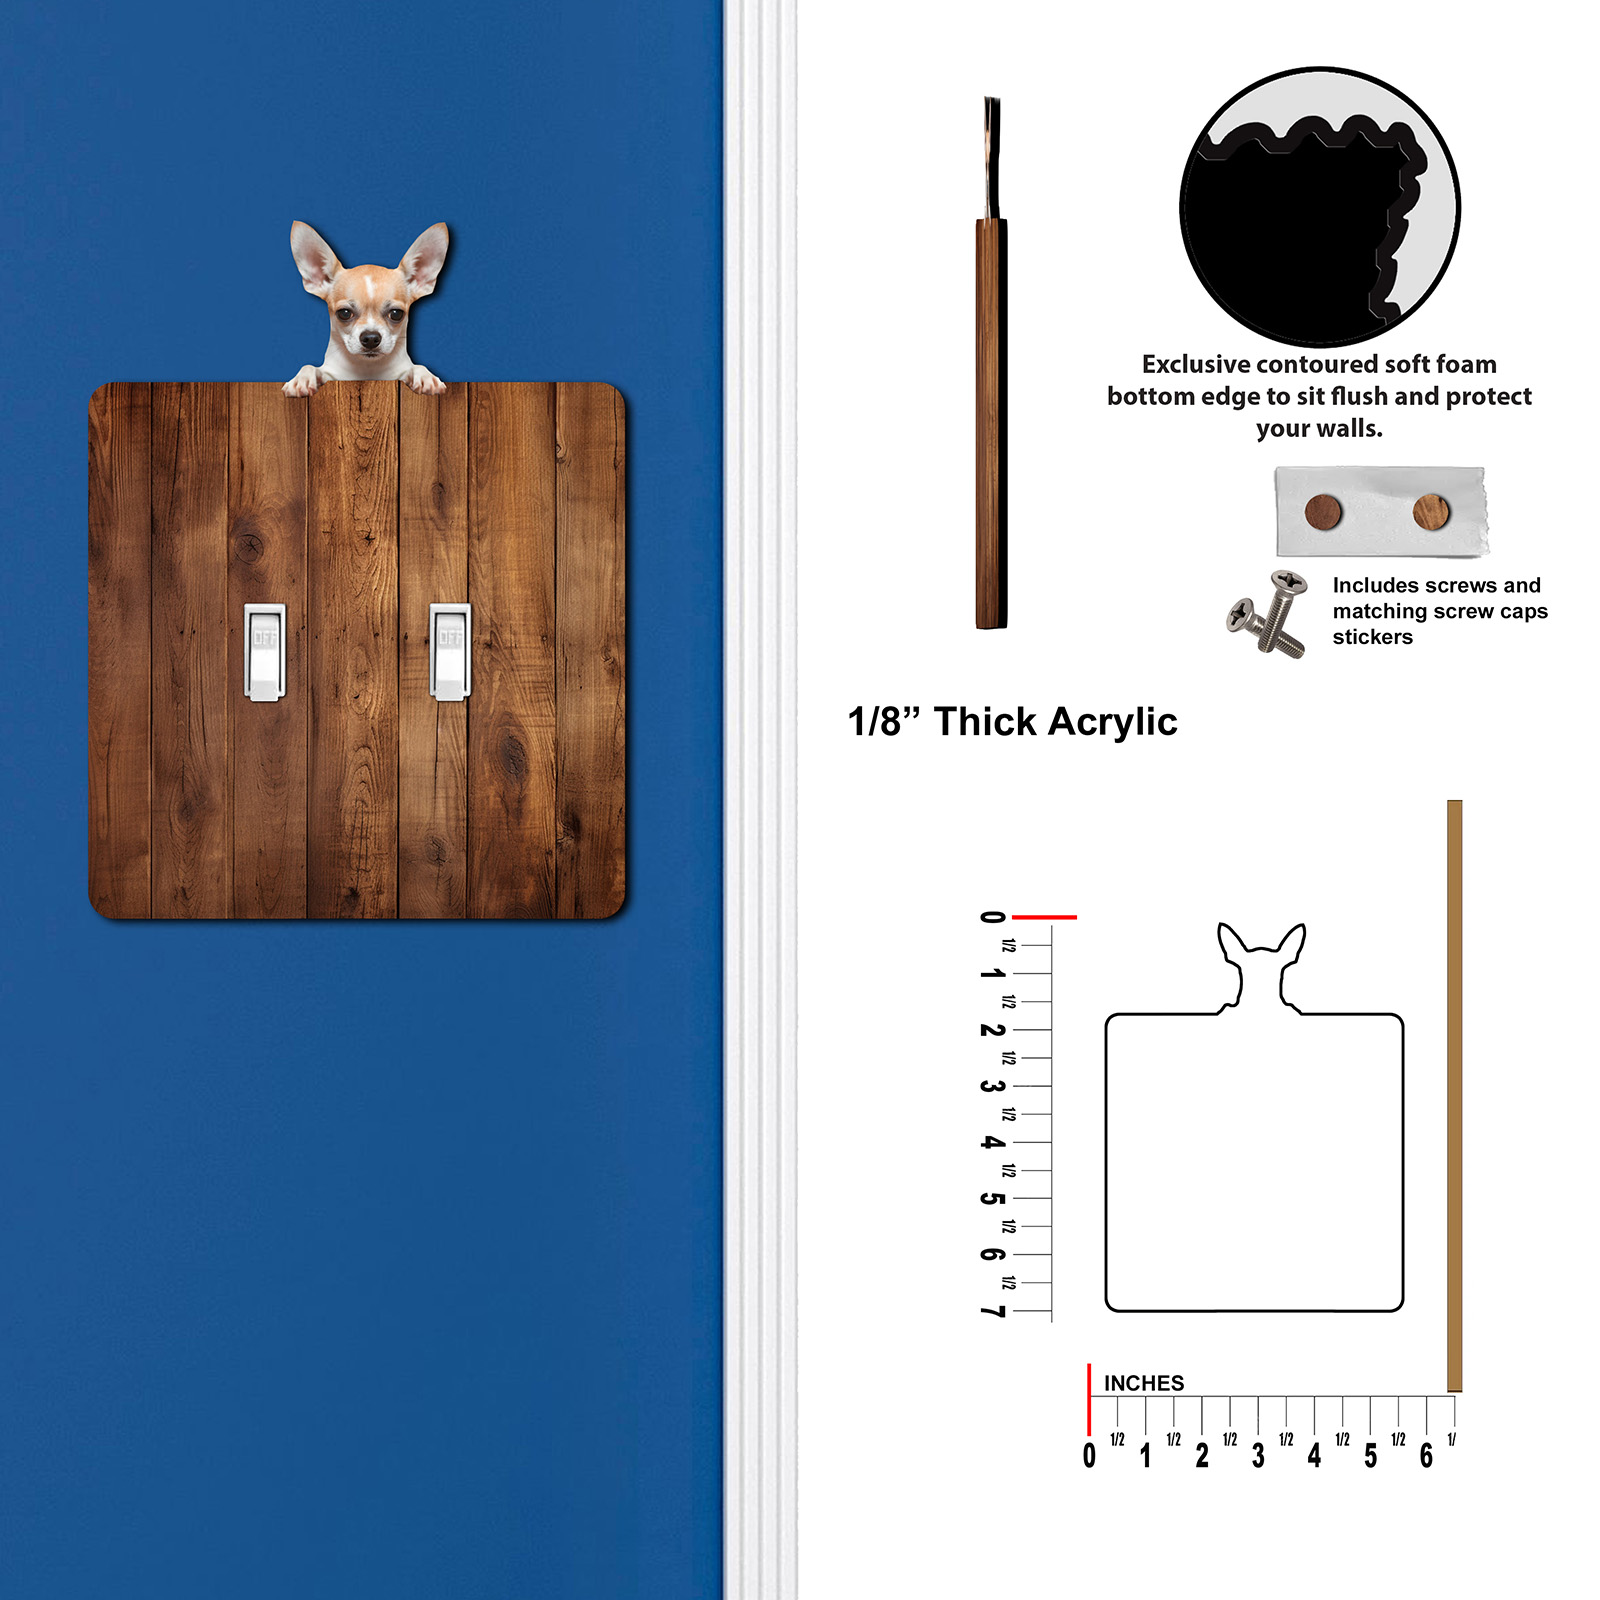 OFF
OFF
Exclusive contoured soft foam
bottom edge to sit flush and protect
your walls.
Includes screws and
matching screw caps
stickers
1/8” Thick Acrylic
0
1/2
1
1/2
2
1/2
3
1/2
4
1/2
5
1/2
6
1/2
7
INCHES
0 1/2 1 1/2 2 1/2 3 1/2 4 1/2 5 1/2 6 1/